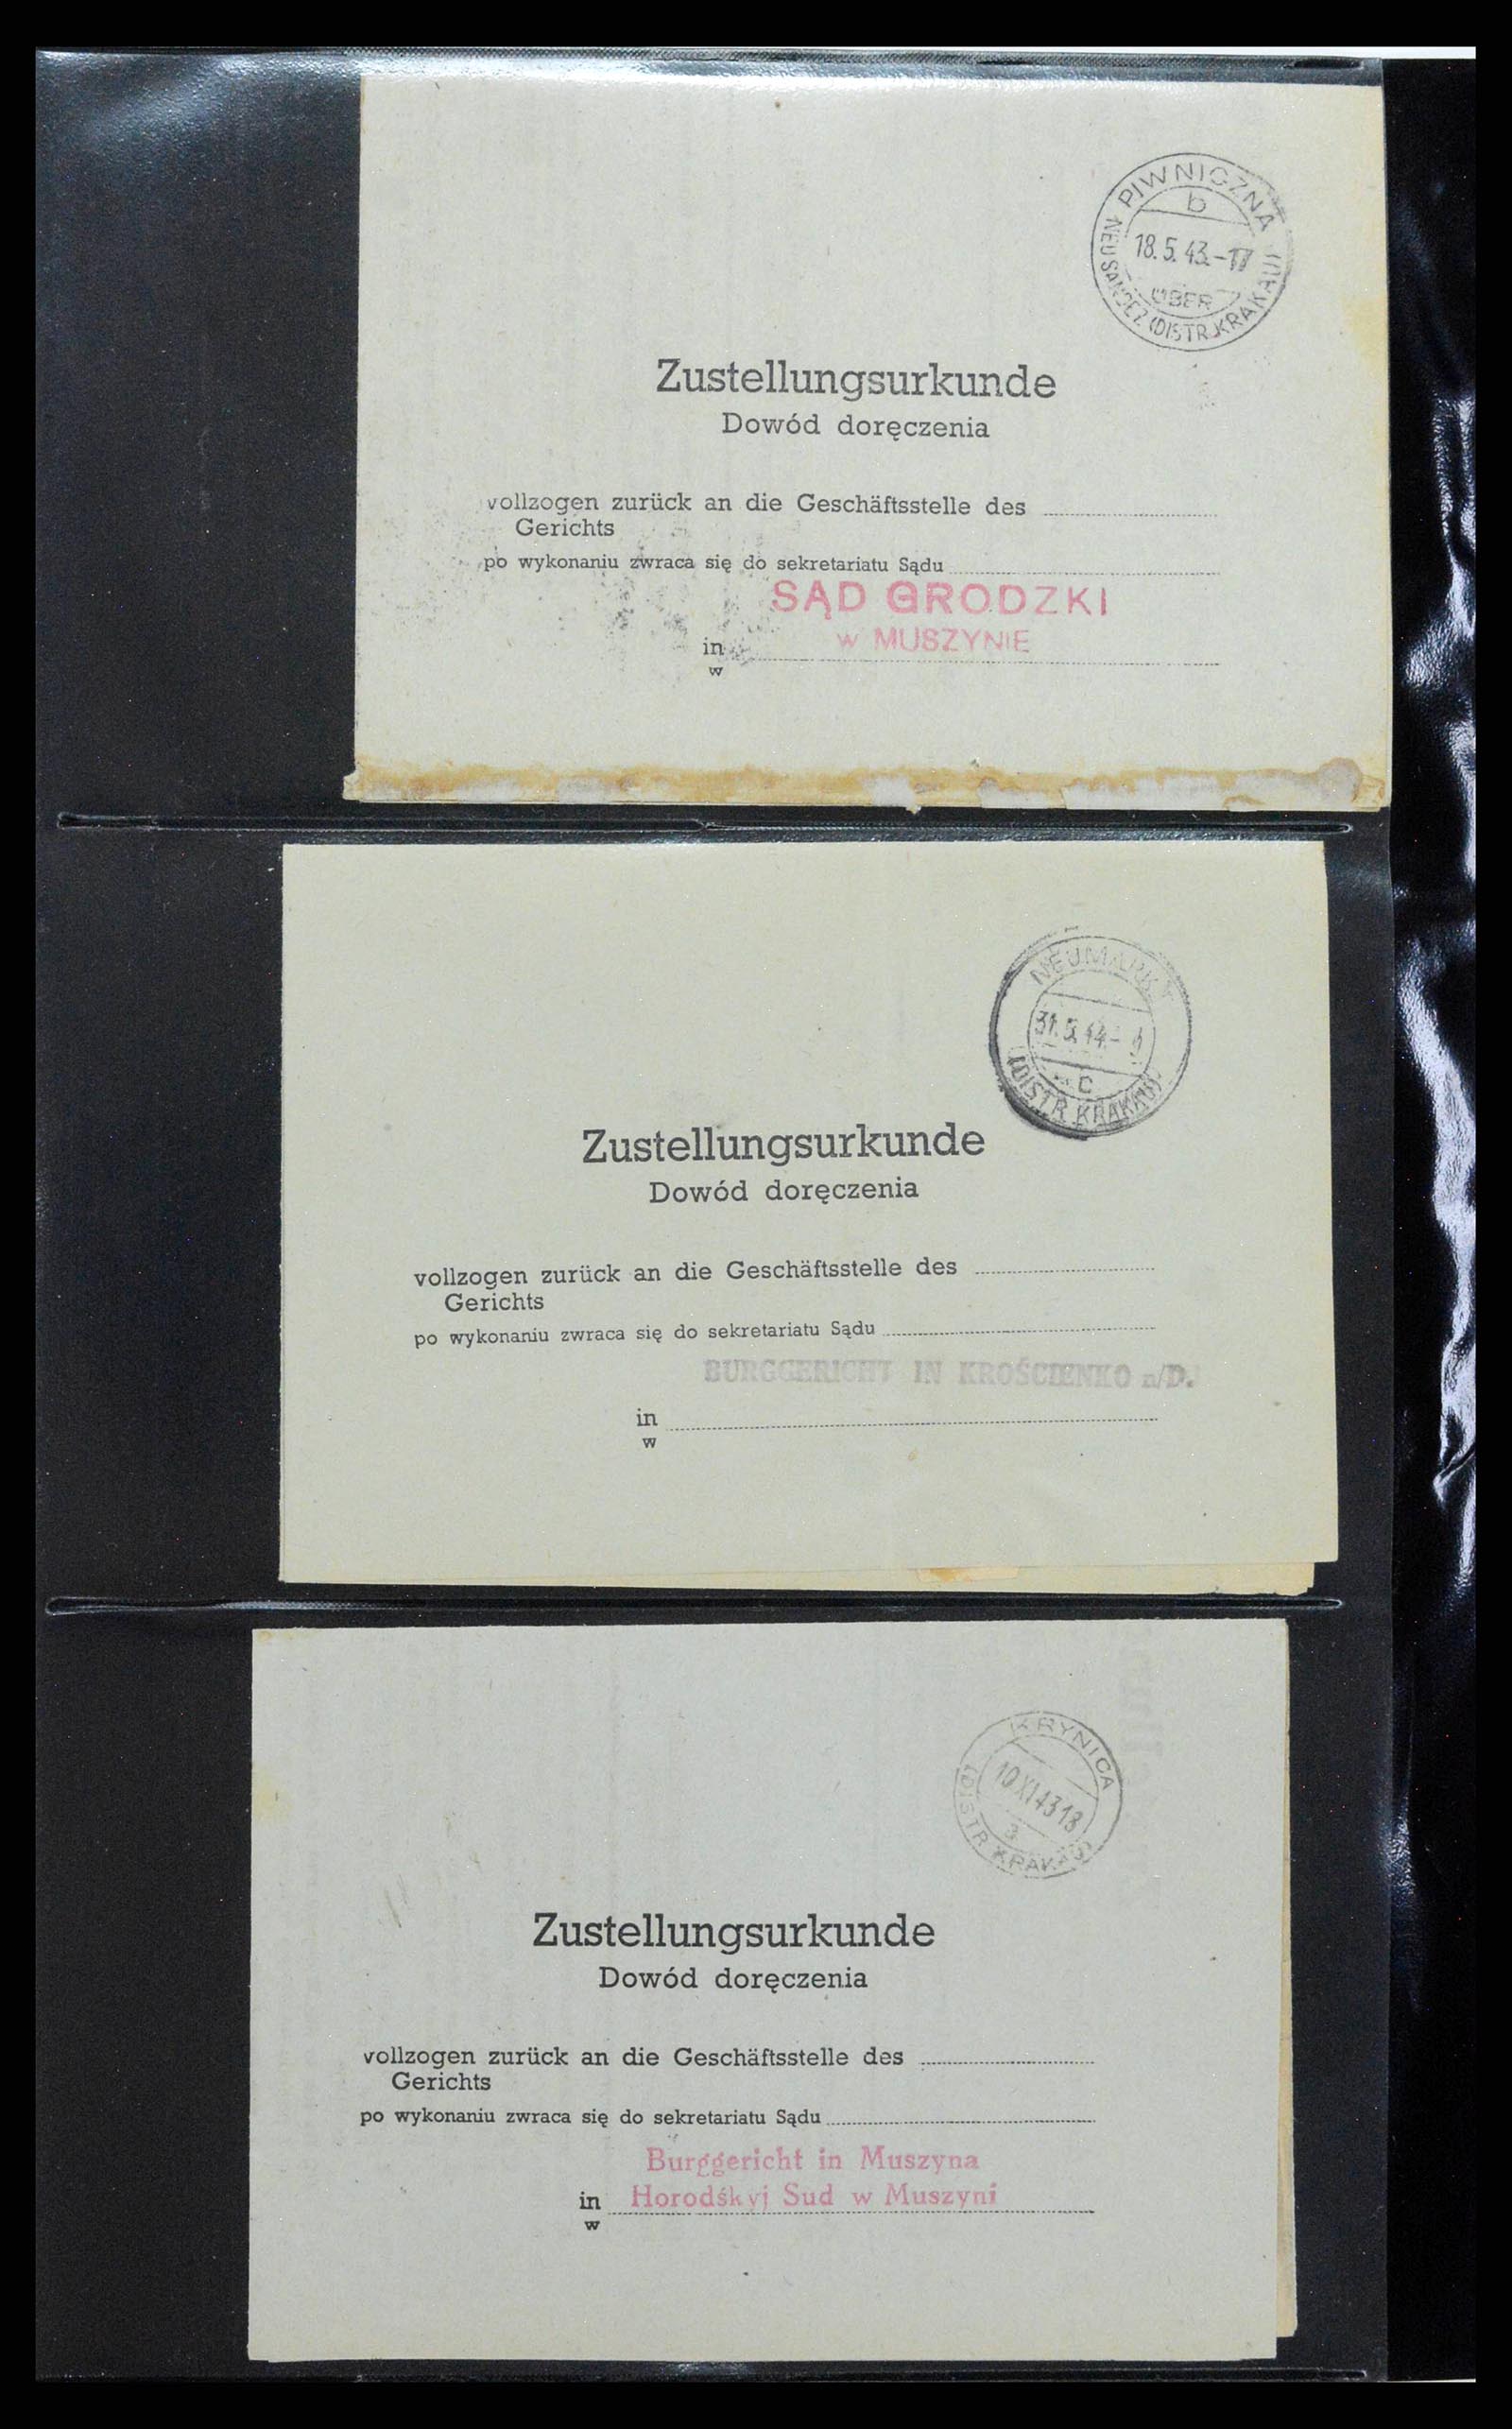 PIWNICZNA
b
18.5.43.-17
ÜBER
NEU SANDEZ (DISTR. KRAKAU)
Zustellungsurkunde
Dowód doręczenia
vollzogen zurück an die Geschäftsstelle des
Gerichts
po wykonaniu zwraca się do sekretariatu Sądu
SĄD GRODZKI
w MUSZYNIE
in
w
NEUMARKT
31.5.44.-
c
(DISTR. KRAKAU)
Zustellungsurkunde
Dowód doręczenia
vollzogen zurück an die Geschäftsstelle des
Gerichts
po wykonaniu zwraca się do sekretariatu Sądu
BURGGERICHT IN KROŚCIENKO n/D.
in
w
KRYNICA
10 XI 43 18
a
(DISTR KRAKAU)
Zustellungsurkunde
Dowód doręczenia
vollzogen zurück an die Geschäftsstelle des
Gerichts
po wykonaniu zwraca się do sekretariatu Sądu
Burggericht in Muszyna
in Horodśkyj Sud w Muszyni
w